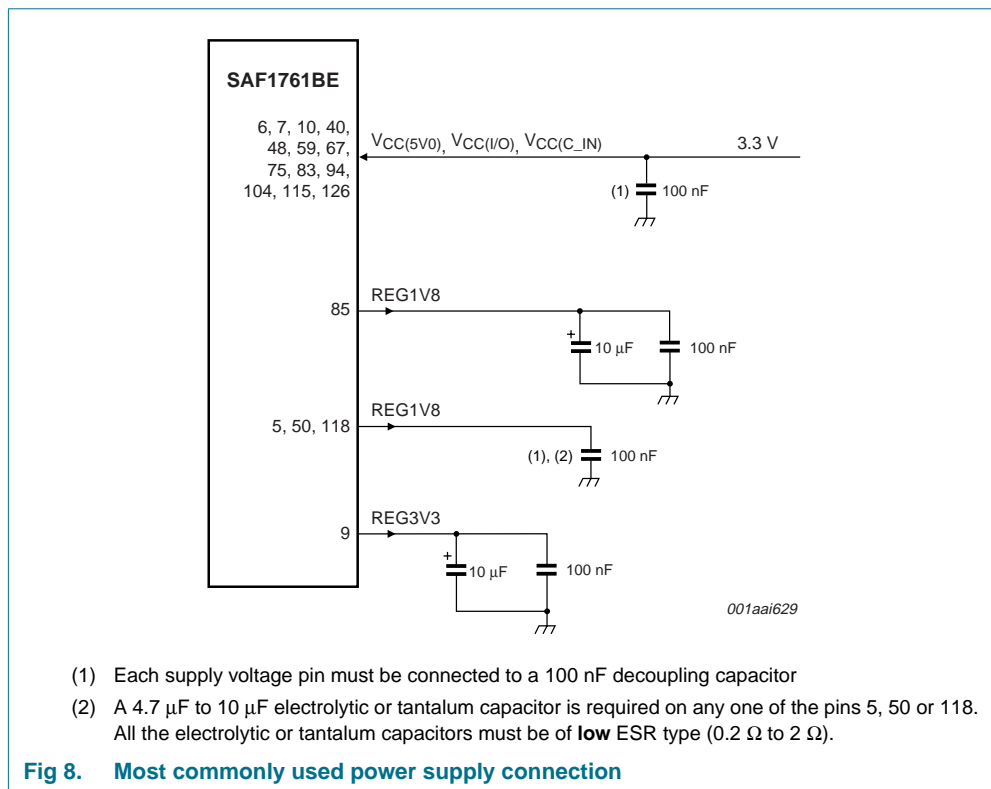 SAF1761BE
6, 7, 10, 40,
48, 59, 67,
75, 83, 94,
104, 115, 126
VCC(5V0), VCC(I/O), VCC(C_IN)
3.3 V
(1)
100 nF
85
REG1V8
+
10 μF
100 nF
5, 50, 118
REG1V8
(1), (2)
100 nF
9
REG3V3
+
10 μF
100 nF
001aai629
(1) Each supply voltage pin must be connected to a 100 nF decoupling capacitor
(2) A 4.7 μF to 10 μF electrolytic or tantalum capacitor is required on any one of the pins 5, 50 or 118.
All the electrolytic or tantalum capacitors must be of low ESR type (0.2 Ω to 2 Ω).
Fig 8. Most commonly used power supply connection